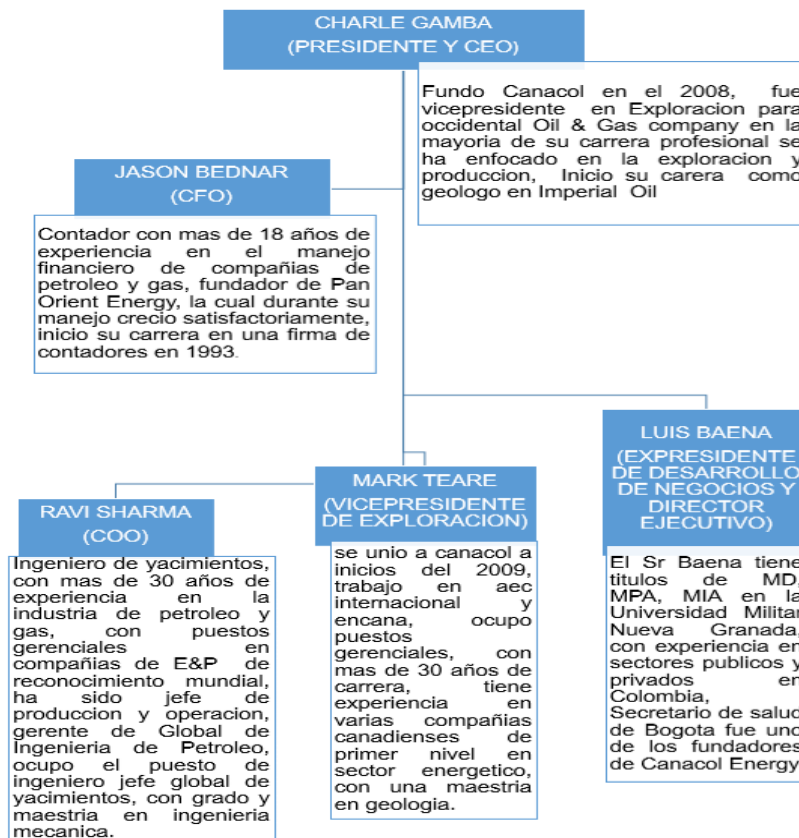 CHARLE GAMBA
(PRESIDENTE Y CEO)
Fundo Canacol en el 2008, fue
vicepresidente en Exploracion para
occidental Oil & Gas company en la
mayoria de su carrera profesional se
ha enfocado en la exploracion y
produccion, Inicio su carera como
geologo en Imperial Oil
JASON BEDNAR
(CFO)
Contador con mas de 18 años de
experiencia en el manejo
financiero de compañias de
petroleo y gas, fundador de Pan
Orient Energy, la cual durante su
manejo crecio satisfactoriamente,
inicio su carrera en una firma de
contadores en 1993.
RAVI SHARMA
(COO)
Ingeniero de yacimientos,
con mas de 30 años de
experiencia en la
industria de petroleo y
gas, con puestos
gerenciales en
compañias de E&P de
reconocimiento mundial,
ha sido jefe de
produccion y operacion,
gerente de Global de
Ingenieria de Petroleo,
ocupo el puesto de
ingeniero jefe global de
yacimientos, con grado y
maestria en ingenieria
mecanica.
MARK TEARE
(VICEPRESIDENTE
DE EXPLORACION)
se unio a canacol a
inicios del 2009,
trabajo en aec
internacional y
encana, ocupo
puestos
gerenciales, con
mas de 30 años de
carrera, tiene
experiencia en
varias compañias
canadienses de
primer nivel en
sector energetico,
con una maestria
en geologia.
LUIS BAENA
(EXPRESIDENTE
DE DESARROLLO
DE NEGOCIOS Y
DIRECTOR
EJECUTIVO)
El Sr Baena tiene
titulos de MD,
MPA, MIA en la
Universidad Militar
Nueva Granada,
con experiencia en
sectores publicos y
privados en
Colombia,
Secretario de salud
de Bogota fue uno
de los fundadores
de Canacol Energy